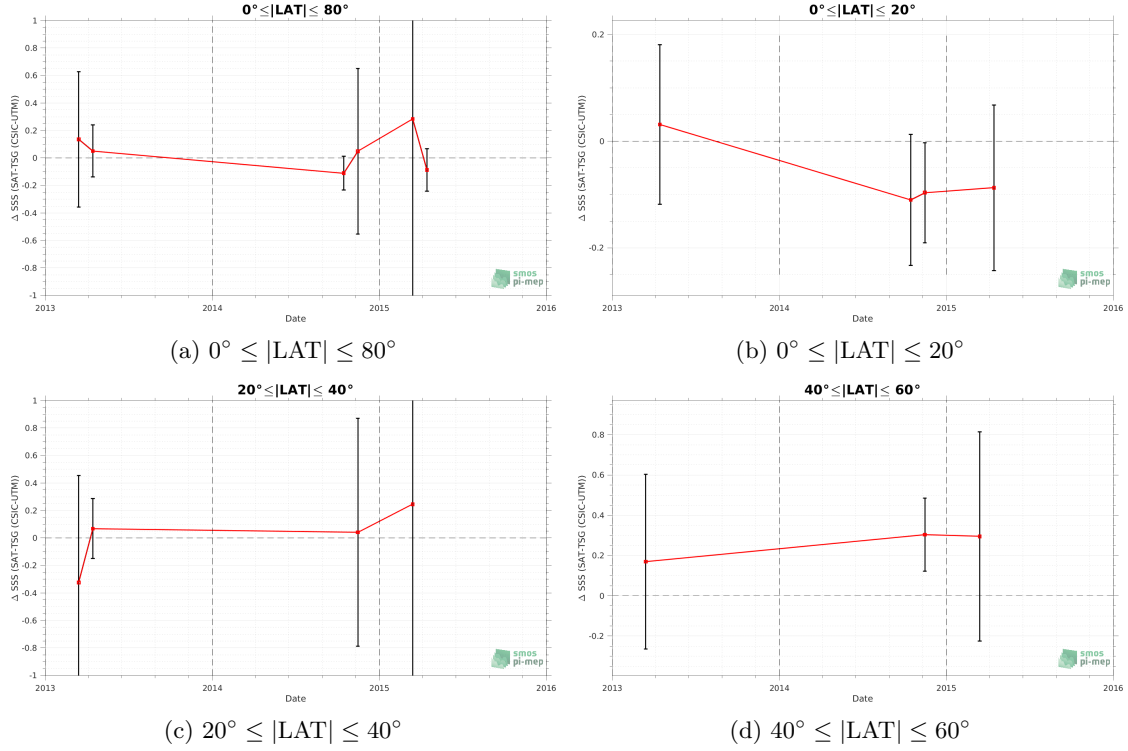 0°≤|LAT|≤ 80°
1
0.8
0.6
0.4
0.2
0
-0.2
-0.4
-0.6
-0.8
-1
Δ SSS (SAT-TSG (CSIC-UTM))
2013
2014
2015
2016
Date
smos
pi-mep
(a) 0° ≤ |LAT| ≤ 80°
0°≤|LAT|≤ 20°
0.2
0
-0.2
Δ SSS (SAT-TSG (CSIC-UTM))
2013
2014
2015
2016
Date
smos
pi-mep
(b) 0° ≤ |LAT| ≤ 20°
20°≤|LAT|≤ 40°
1
0.8
0.6
0.4
0.2
0
-0.2
-0.4
-0.6
-0.8
-1
Δ SSS (SAT-TSG (CSIC-UTM))
2013
2014
2015
2016
Date
smos
pi-mep
(c) 20° ≤ |LAT| ≤ 40°
40°≤|LAT|≤ 60°
0.8
0.6
0.4
0.2
0
-0.2
Δ SSS (SAT-TSG (CSIC-UTM))
2013
2014
2015
2016
Date
smos
pi-mep
(d) 40° ≤ |LAT| ≤ 60°